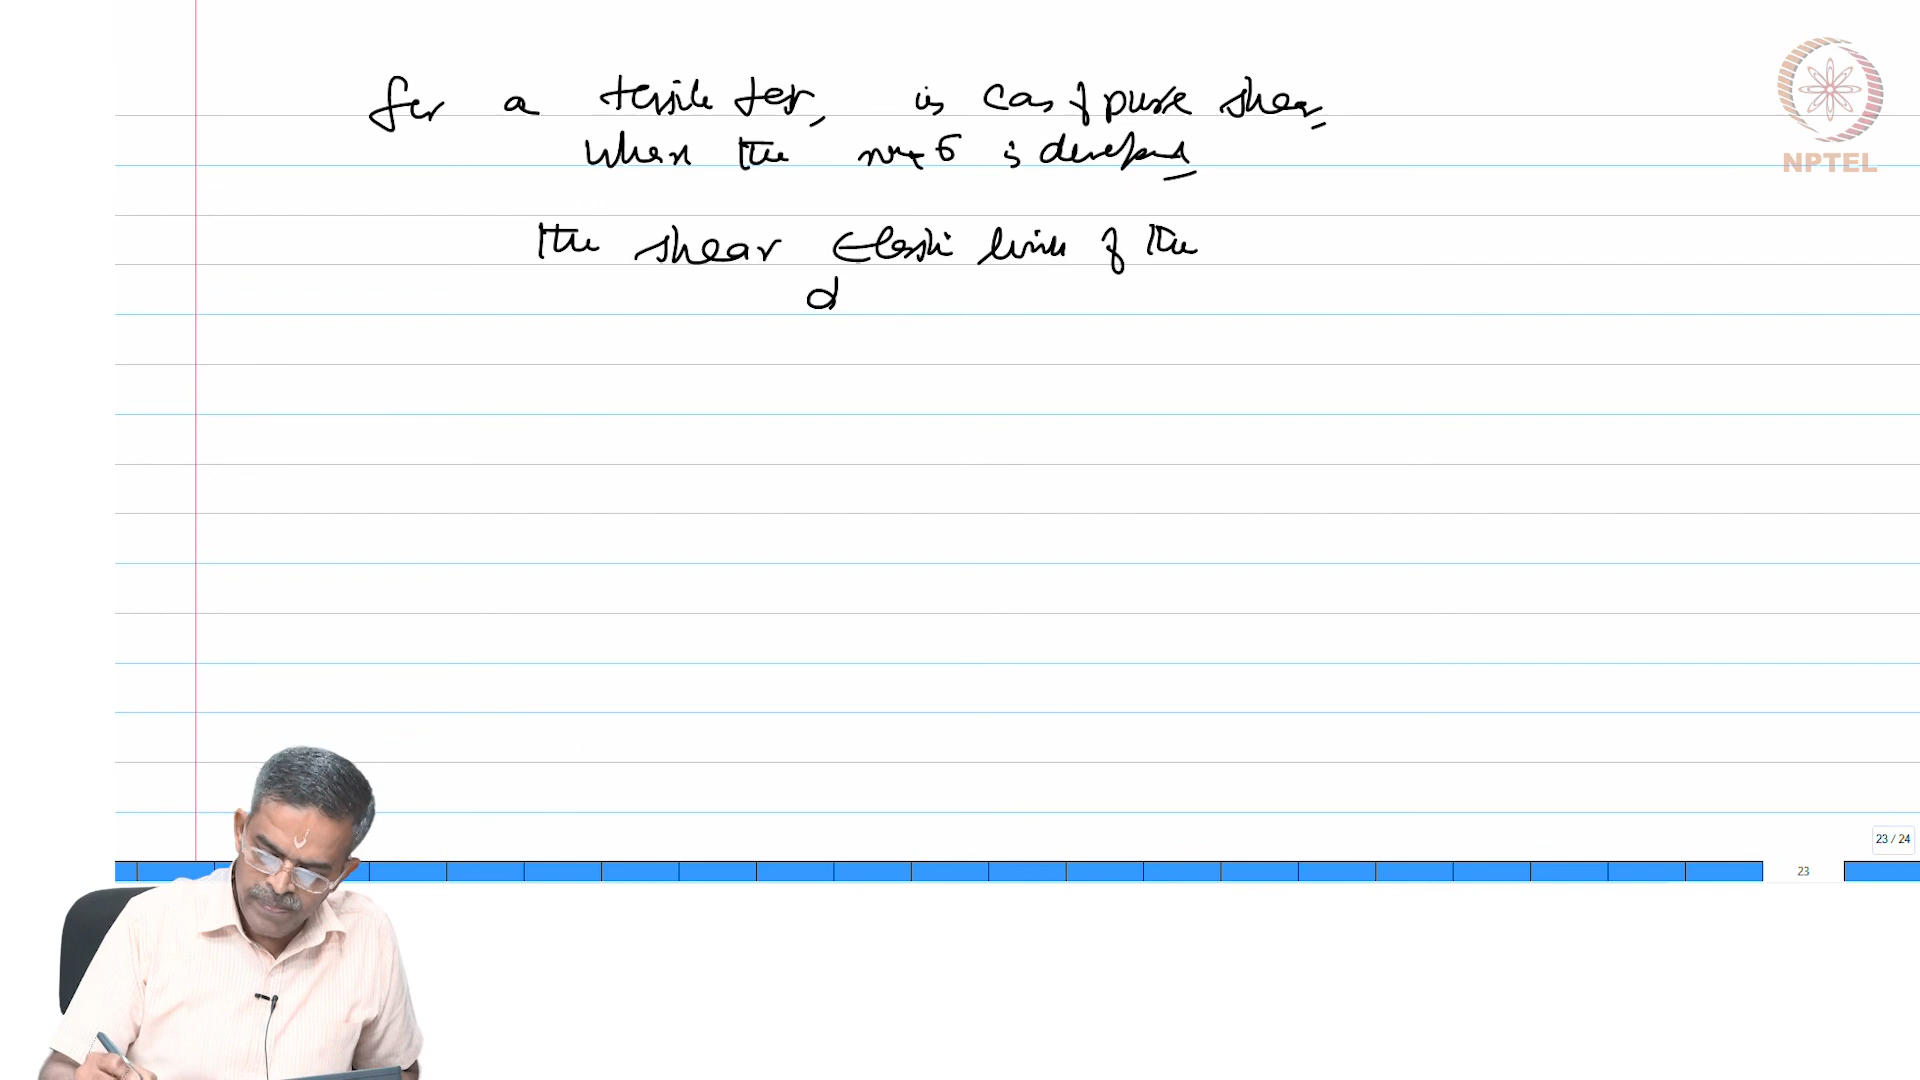 for a tensile test, in case of pure shear,
when the max σ is developed
the shear elastic limit of the
d
NPTEL
23 / 24
23